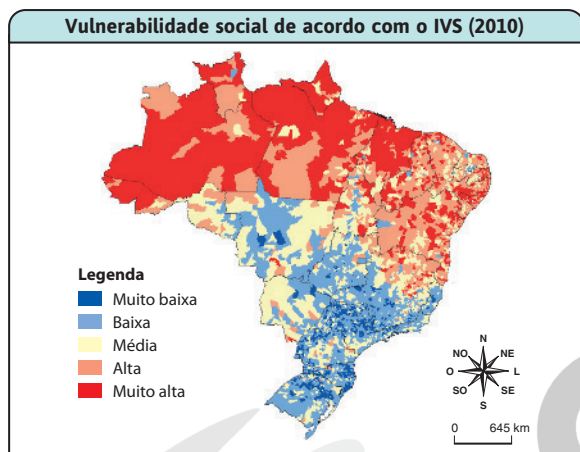 Vulnerabilidade social de acordo com o IVS (2010)
Legenda
Muito baixa
Baixa
Média
Alta
Muito alta
N
NO NE
O L
SO SE
S
0 645 km